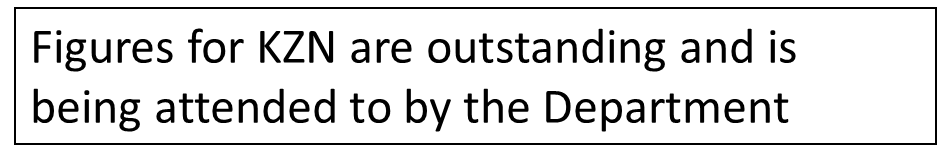 Figures for KZN are outstanding and is
being attended to by the Department